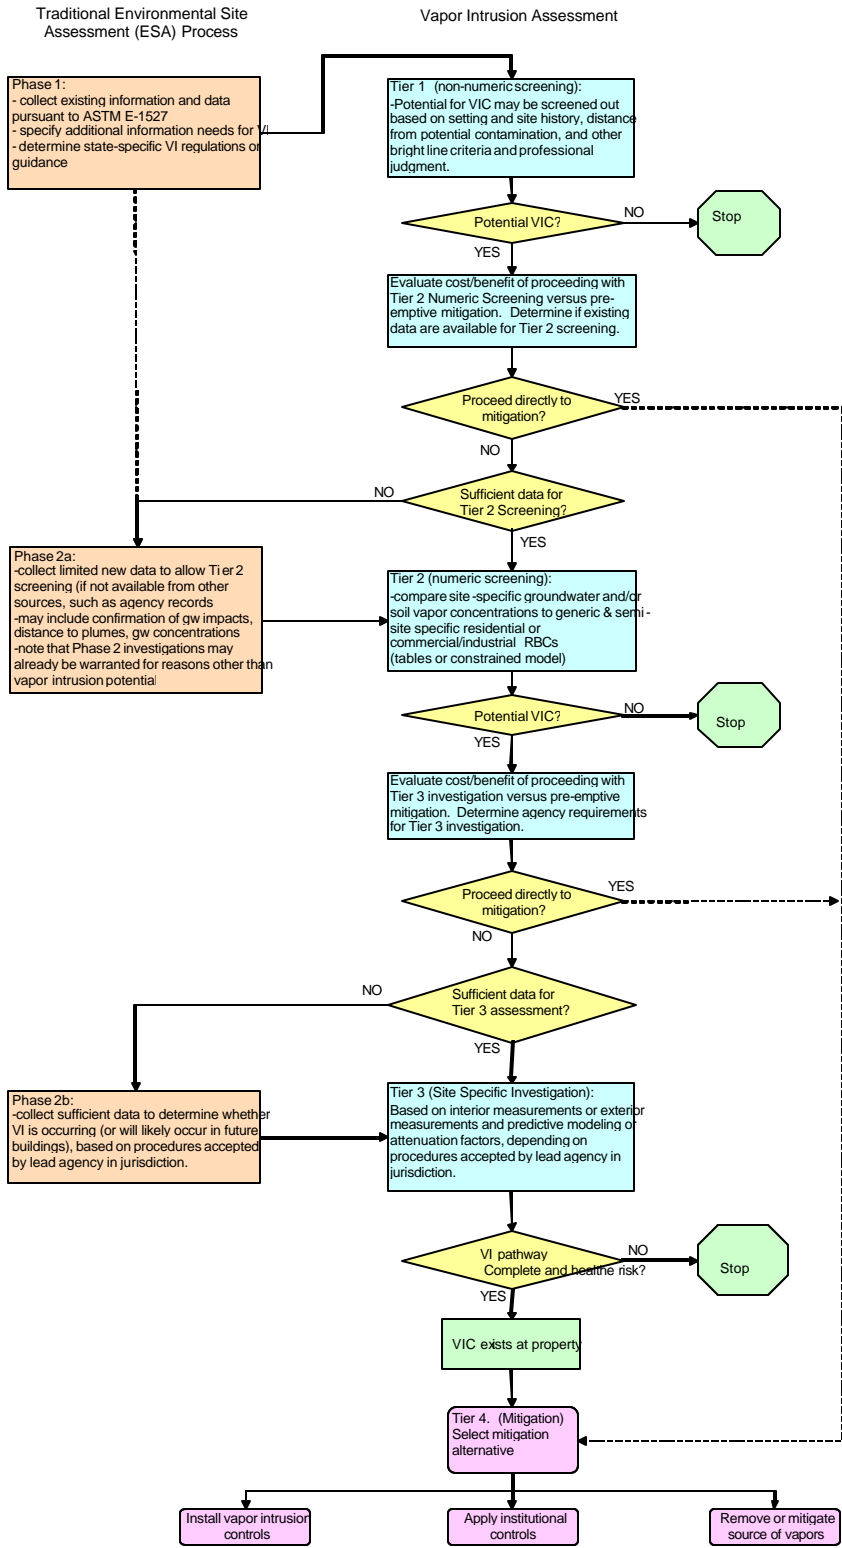 Traditional Environmental Site
Assessment (ESA) Process
Vapor Intrusion Assessment
Phase 1:
- collect existing information and data
pursuant to ASTM E-1527
- specify additional information needs for VI
- determine state-specific VI regulations or
guidance
Tier 1 (non-numeric screening):
-Potential for VIC may be screened out
based on setting and site history, distance
from potential contamination, and other
bright line criteria and professional
judgment.
Potential VIC?
NO
Stop
YES
Evaluate cost/benefit of proceeding with
Tier 2 Numeric Screening versus pre-
emptive mitigation. Determine if existing
data are available for Tier 2 screening.
Proceed directly to
mitigation?
YES
NO
Sufficient data for
Tier 2 Screening?
NO
YES
Phase 2a:
-collect limited new data to allow Tier 2
screening (if not available from other
sources, such as agency records
-may include confirmation of gw impacts,
distance to plumes, gw concentrations
-note that Phase 2 investigations may
already be warranted for reasons other than
vapor intrusion potential
Tier 2 (numeric screening):
-compare site-specific groundwater and/or
soil vapor concentrations to generic & semi-
site specific residential or
commercial/industrial RBCs
(tables or constrained model)
Potential VIC?
NO
Stop
YES
Evaluate cost/benefit of proceeding with
Tier 3 investigation versus pre-emptive
mitigation. Determine agency requirements
for Tier 3 investigation.
Proceed directly to
mitigation?
YES
NO
Sufficient data for
Tier 3 assessment?
NO
YES
Phase 2b:
-collect sufficient data to determine whether
VI is occurring (or will likely occur in future
buildings), based on procedures accepted
by lead agency in jurisdiction.
Tier 3 (Site Specific Investigation):
Based on interior measurements or exterior
measurements and predictive modeling or
attenuation factors, depending on
procedures accepted by lead agency in
jurisdiction.
VI pathway
Complete and healthe risk?
NO
Stop
YES
VIC exists at property
Tier 4. (Mitigation)
Select mitigation
alternative
Install vapor intrusion
controls
Apply institutional
controls
Remove or mitigate
source of vapors